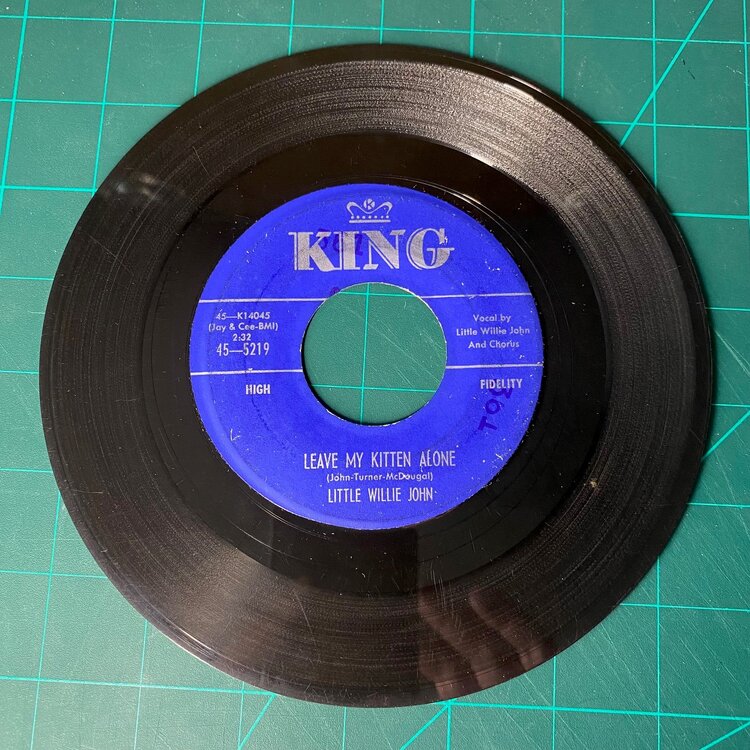 K
KING
45—K14045
(Jay & Cee-BMI)
2:32
45—5219
Vocal by
Little Willie John
And Chorus
HIGH
FIDELITY
LEAVE MY KITTEN ALONE
(John-Turner-McDougal)
LITTLE WILLIE JOHN